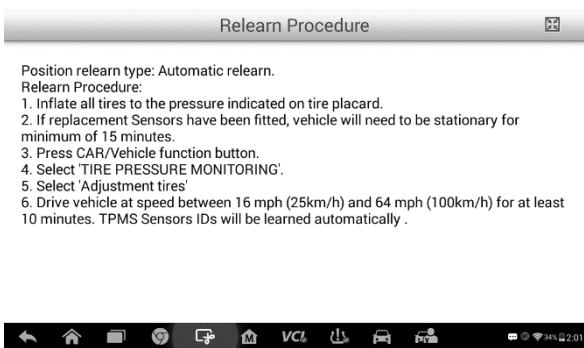 Relearn Procedure
Position relearn type: Automatic relearn.
Relearn Procedure:
1. Inflate all tires to the pressure indicated on tire placard.
2. If replacement Sensors have been fitted, vehicle will need to be stationary for
minimum of 15 minutes.
3. Press CAR/Vehicle function button.
4. Select 'TIRE PRESSURE MONITORING'.
5. Select 'Adjustment tires'
6. Drive vehicle at speed between 16 mph (25km/h) and 64 mph (100km/h) for at least
10 minutes. TPMS Sensors IDs will be learned automatically .
M VCI 34% 2:01